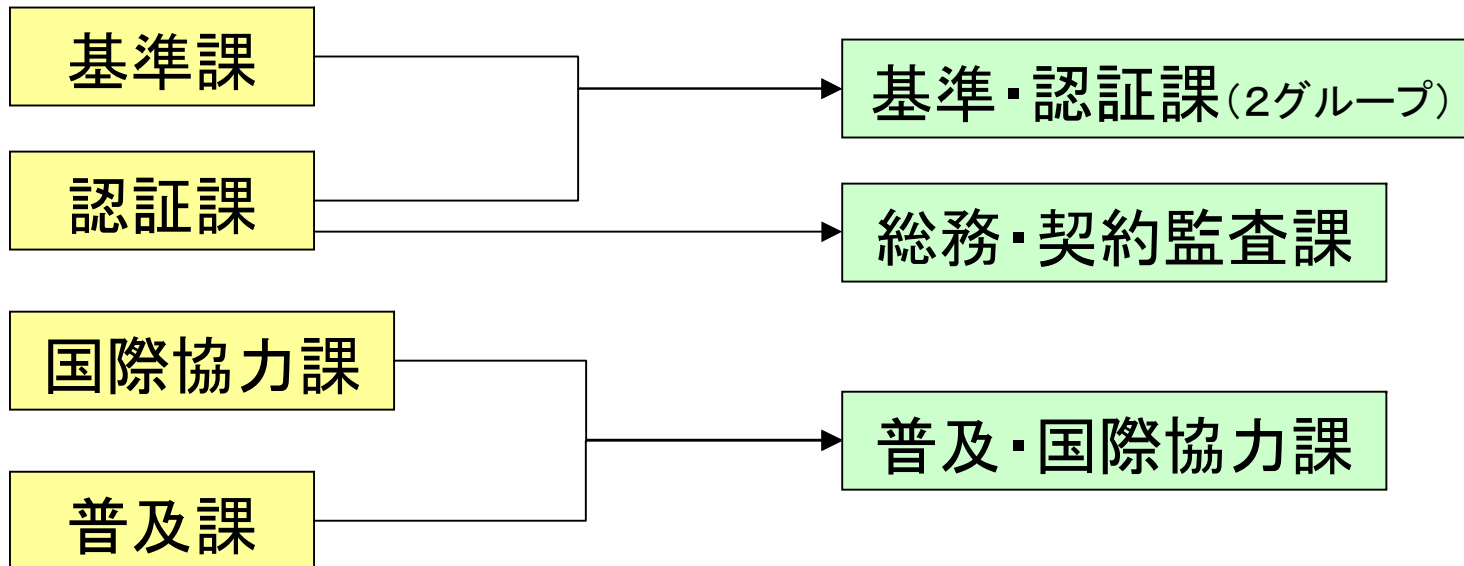 基準課
基準・認証課(2グループ)
認証課
総務・契約監査課
国際協力課
普及・国際協力課
普及課